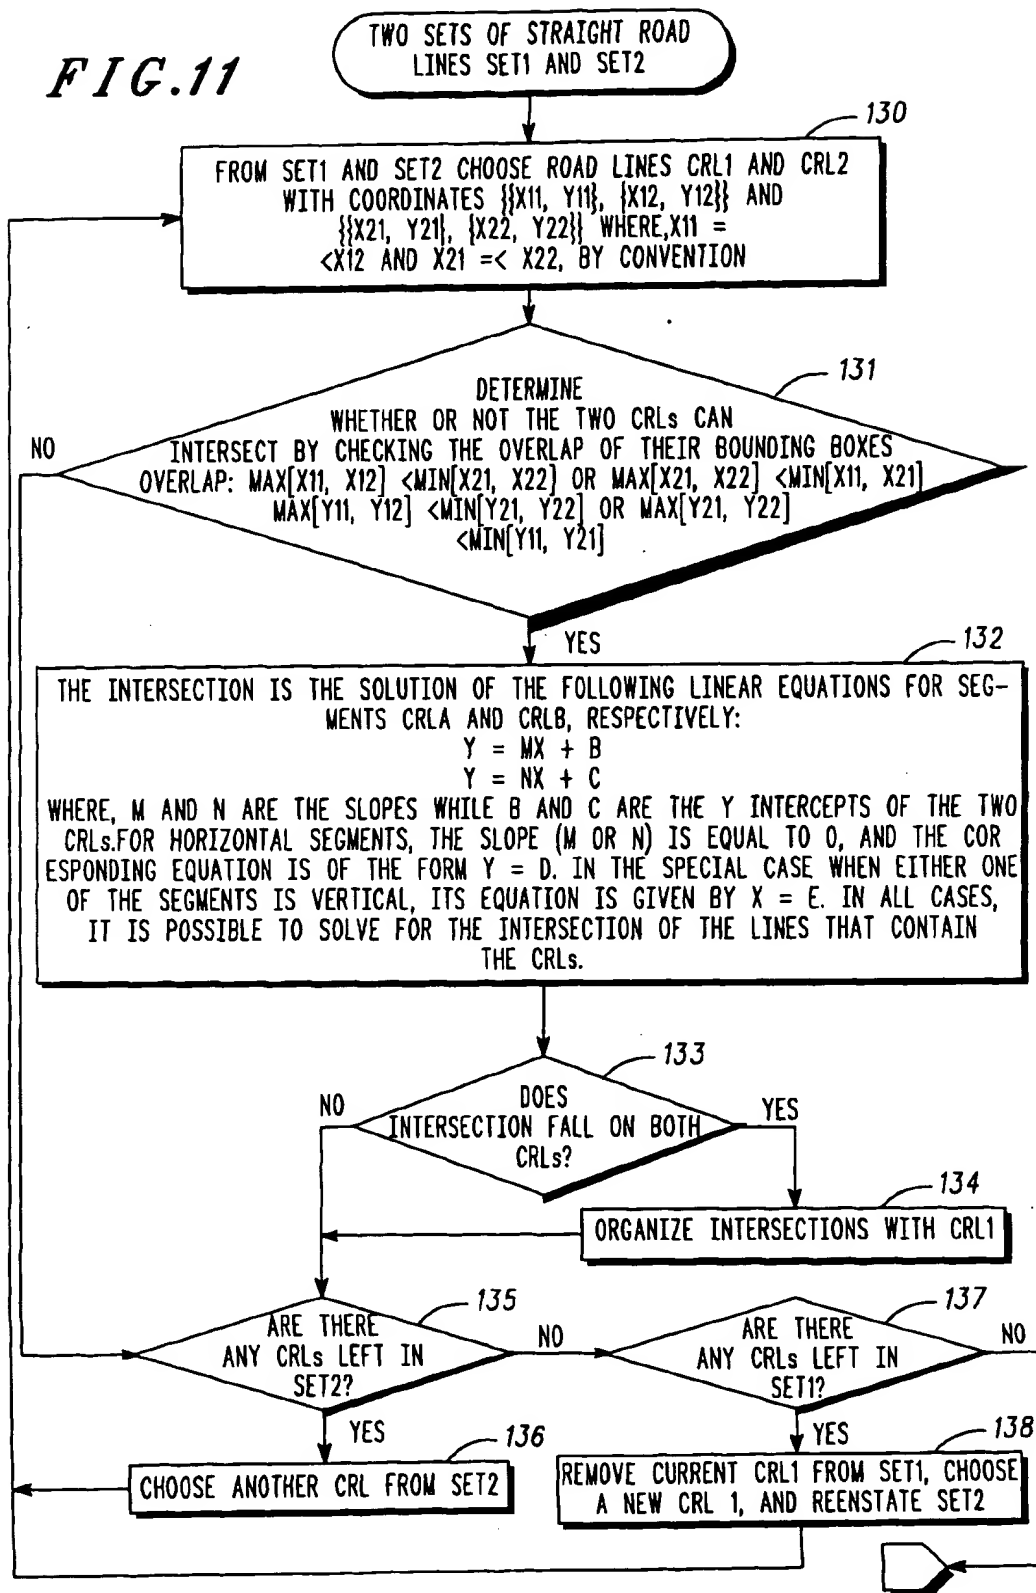 FIG.11
TWO SETS OF STRAIGHT ROAD
LINES SET1 AND SET2
130
FROM SET1 AND SET2 CHOOSE ROAD LINES CRL1 AND CRL2
WITH COORDINATES {{X11, Y11}, {X12, Y12}} AND
{{X21, Y21}, {X22, Y22}} WHERE,X11 =
<X12 AND X21 =< X22, BY CONVENTION
131
DETERMINE
WHETHER OR NOT THE TWO CRLs CAN
INTERSECT BY CHECKING THE OVERLAP OF THEIR BOUNDING BOXES
OVERLAP: MAX[X11, X12] <MIN[X21, X22] OR MAX[X21, X22] <MIN[X11, X21]
MAX[Y11, Y12] <MIN[Y21, Y22] OR MAX[Y21, Y22]
<MIN[Y11, Y21]
NO
YES
132
THE INTERSECTION IS THE SOLUTION OF THE FOLLOWING LINEAR EQUATIONS FOR SEG-
MENTS CRLA AND CRLB, RESPECTIVELY:
Y = MX + B
Y = NX + C
WHERE, M AND N ARE THE SLOPES WHILE B AND C ARE THE Y INTERCEPTS OF THE TWO
CRLs.FOR HORIZONTAL SEGMENTS, THE SLOPE (M OR N) IS EQUAL TO 0, AND THE COR
ESPONDING EQUATION IS OF THE FORM Y = D. IN THE SPECIAL CASE WHEN EITHER ONE
OF THE SEGMENTS IS VERTICAL, ITS EQUATION IS GIVEN BY X = E. IN ALL CASES,
IT IS POSSIBLE TO SOLVE FOR THE INTERSECTION OF THE LINES THAT CONTAIN
THE CRLs.
133
DOES
INTERSECTION FALL ON BOTH
CRLs?
NO
YES
134
ORGANIZE INTERSECTIONS WITH CRL1
135
ARE THERE
ANY CRLs LEFT IN
SET2?
NO
YES
137
ARE THERE
ANY CRLs LEFT IN
SET1?
NO
YES
136
CHOOSE ANOTHER CRL FROM SET2
138
REMOVE CURRENT CRL1 FROM SET1, CHOOSE
A NEW CRL 1, AND REENSTATE SET2